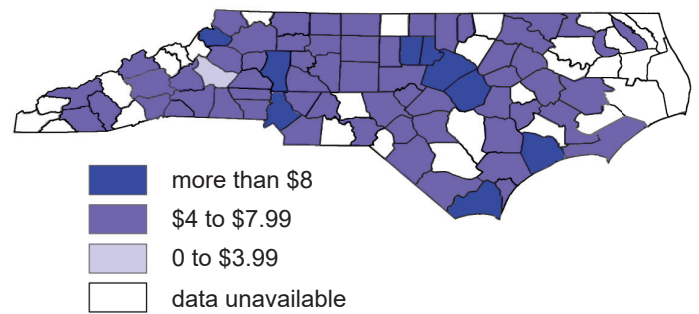 more than $8
$4 to $7.99
0 to $3.99
data unavailable